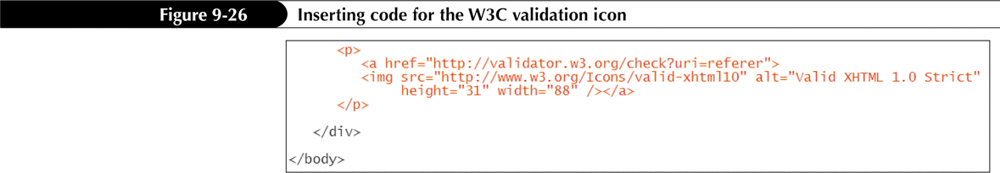 Figure 9-26 Inserting code for the W3C validation icon
<p>
<a href="http://validator.w3.org/check?uri=referer">
<img src="http://www.w3.org/Icons/valid-xhtml10" alt="Valid XHTML 1.0 Strict"
height="31" width="88" /></a>
</p>
</div>
</body>